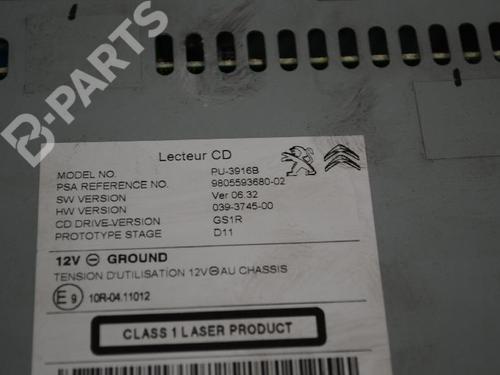 B-PARTS
Lecteur CD
MODEL NO. PU-3916B
PSA REFERENCE NO. 9805593680-02
SW VERSION Ver 06.32
HW VERSION 039-3745-00
CD DRIVE VERSION GS1R
PROTOTYPE STAGE D11
12V ⊖ GROUND
TENSION D'UTILISATION 12V⊖AU CHASSIS
E9 10R-04.11012
CLASS 1 LASER PRODUCT